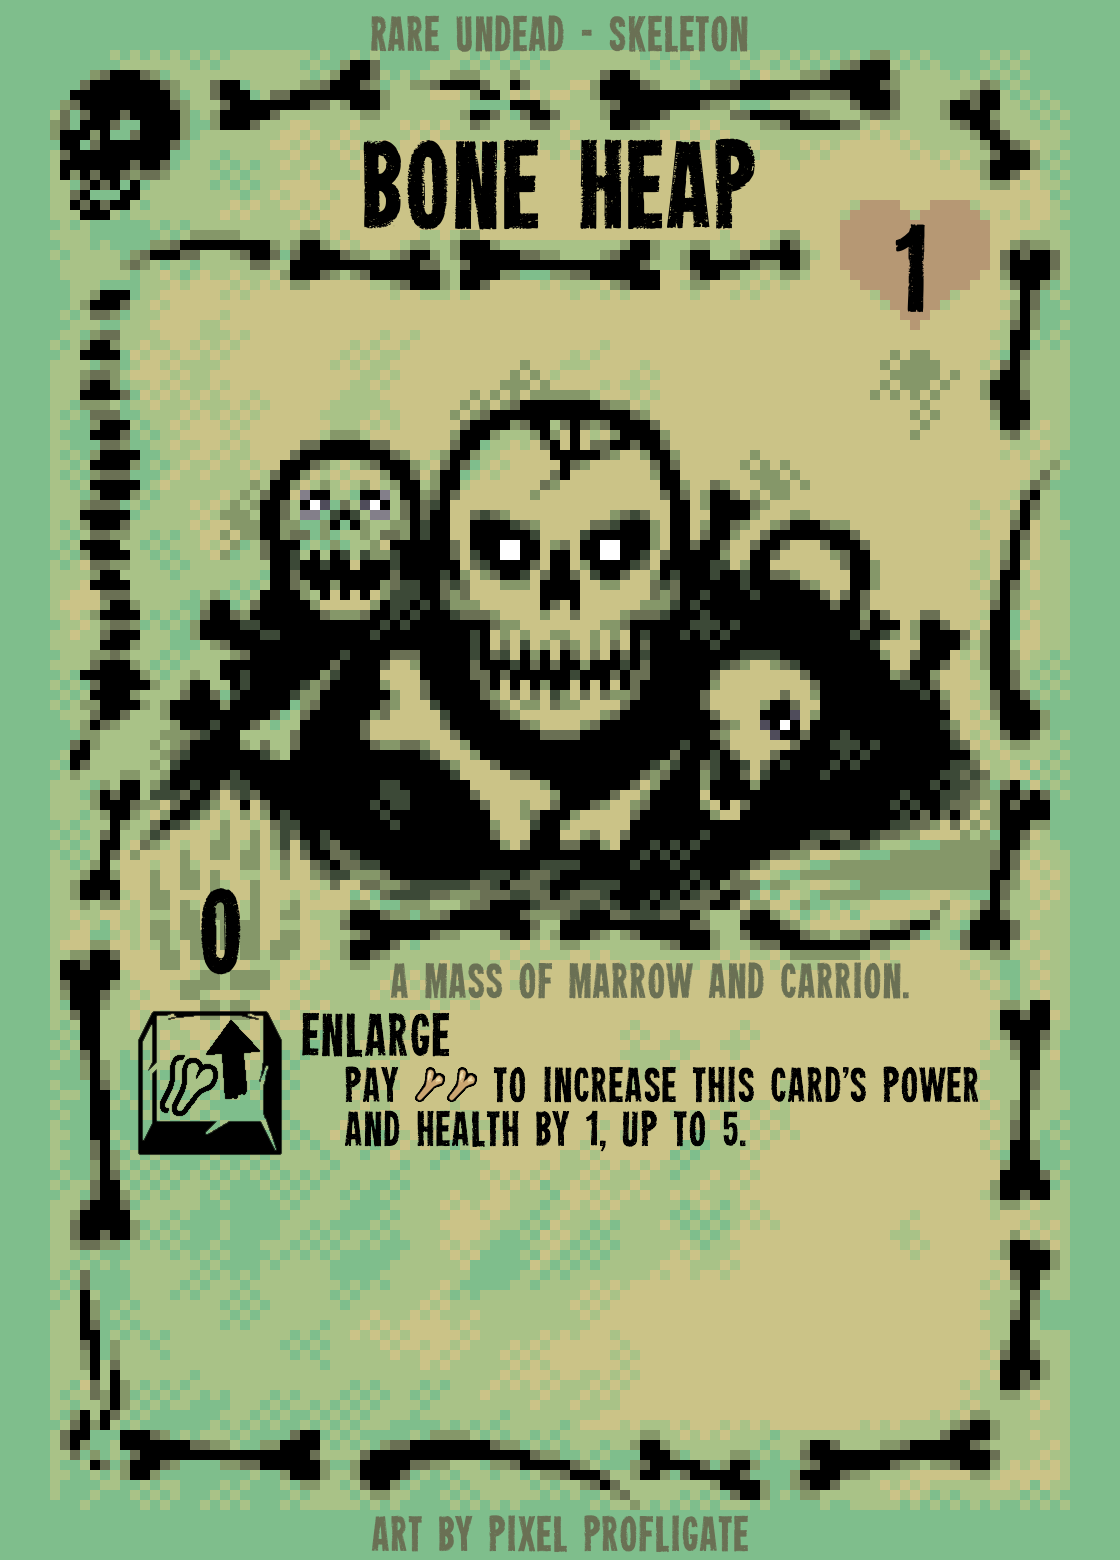 RARE UNDEAD - SKELETON
BONE HEAP
1
0
A MASS OF MARROW AND CARRION.
ENLARGE
PAY TO INCREASE THIS CARD'S POWER
AND HEALTH BY 1, UP TO 5.
ART BY PIXEL PROFLIGATE